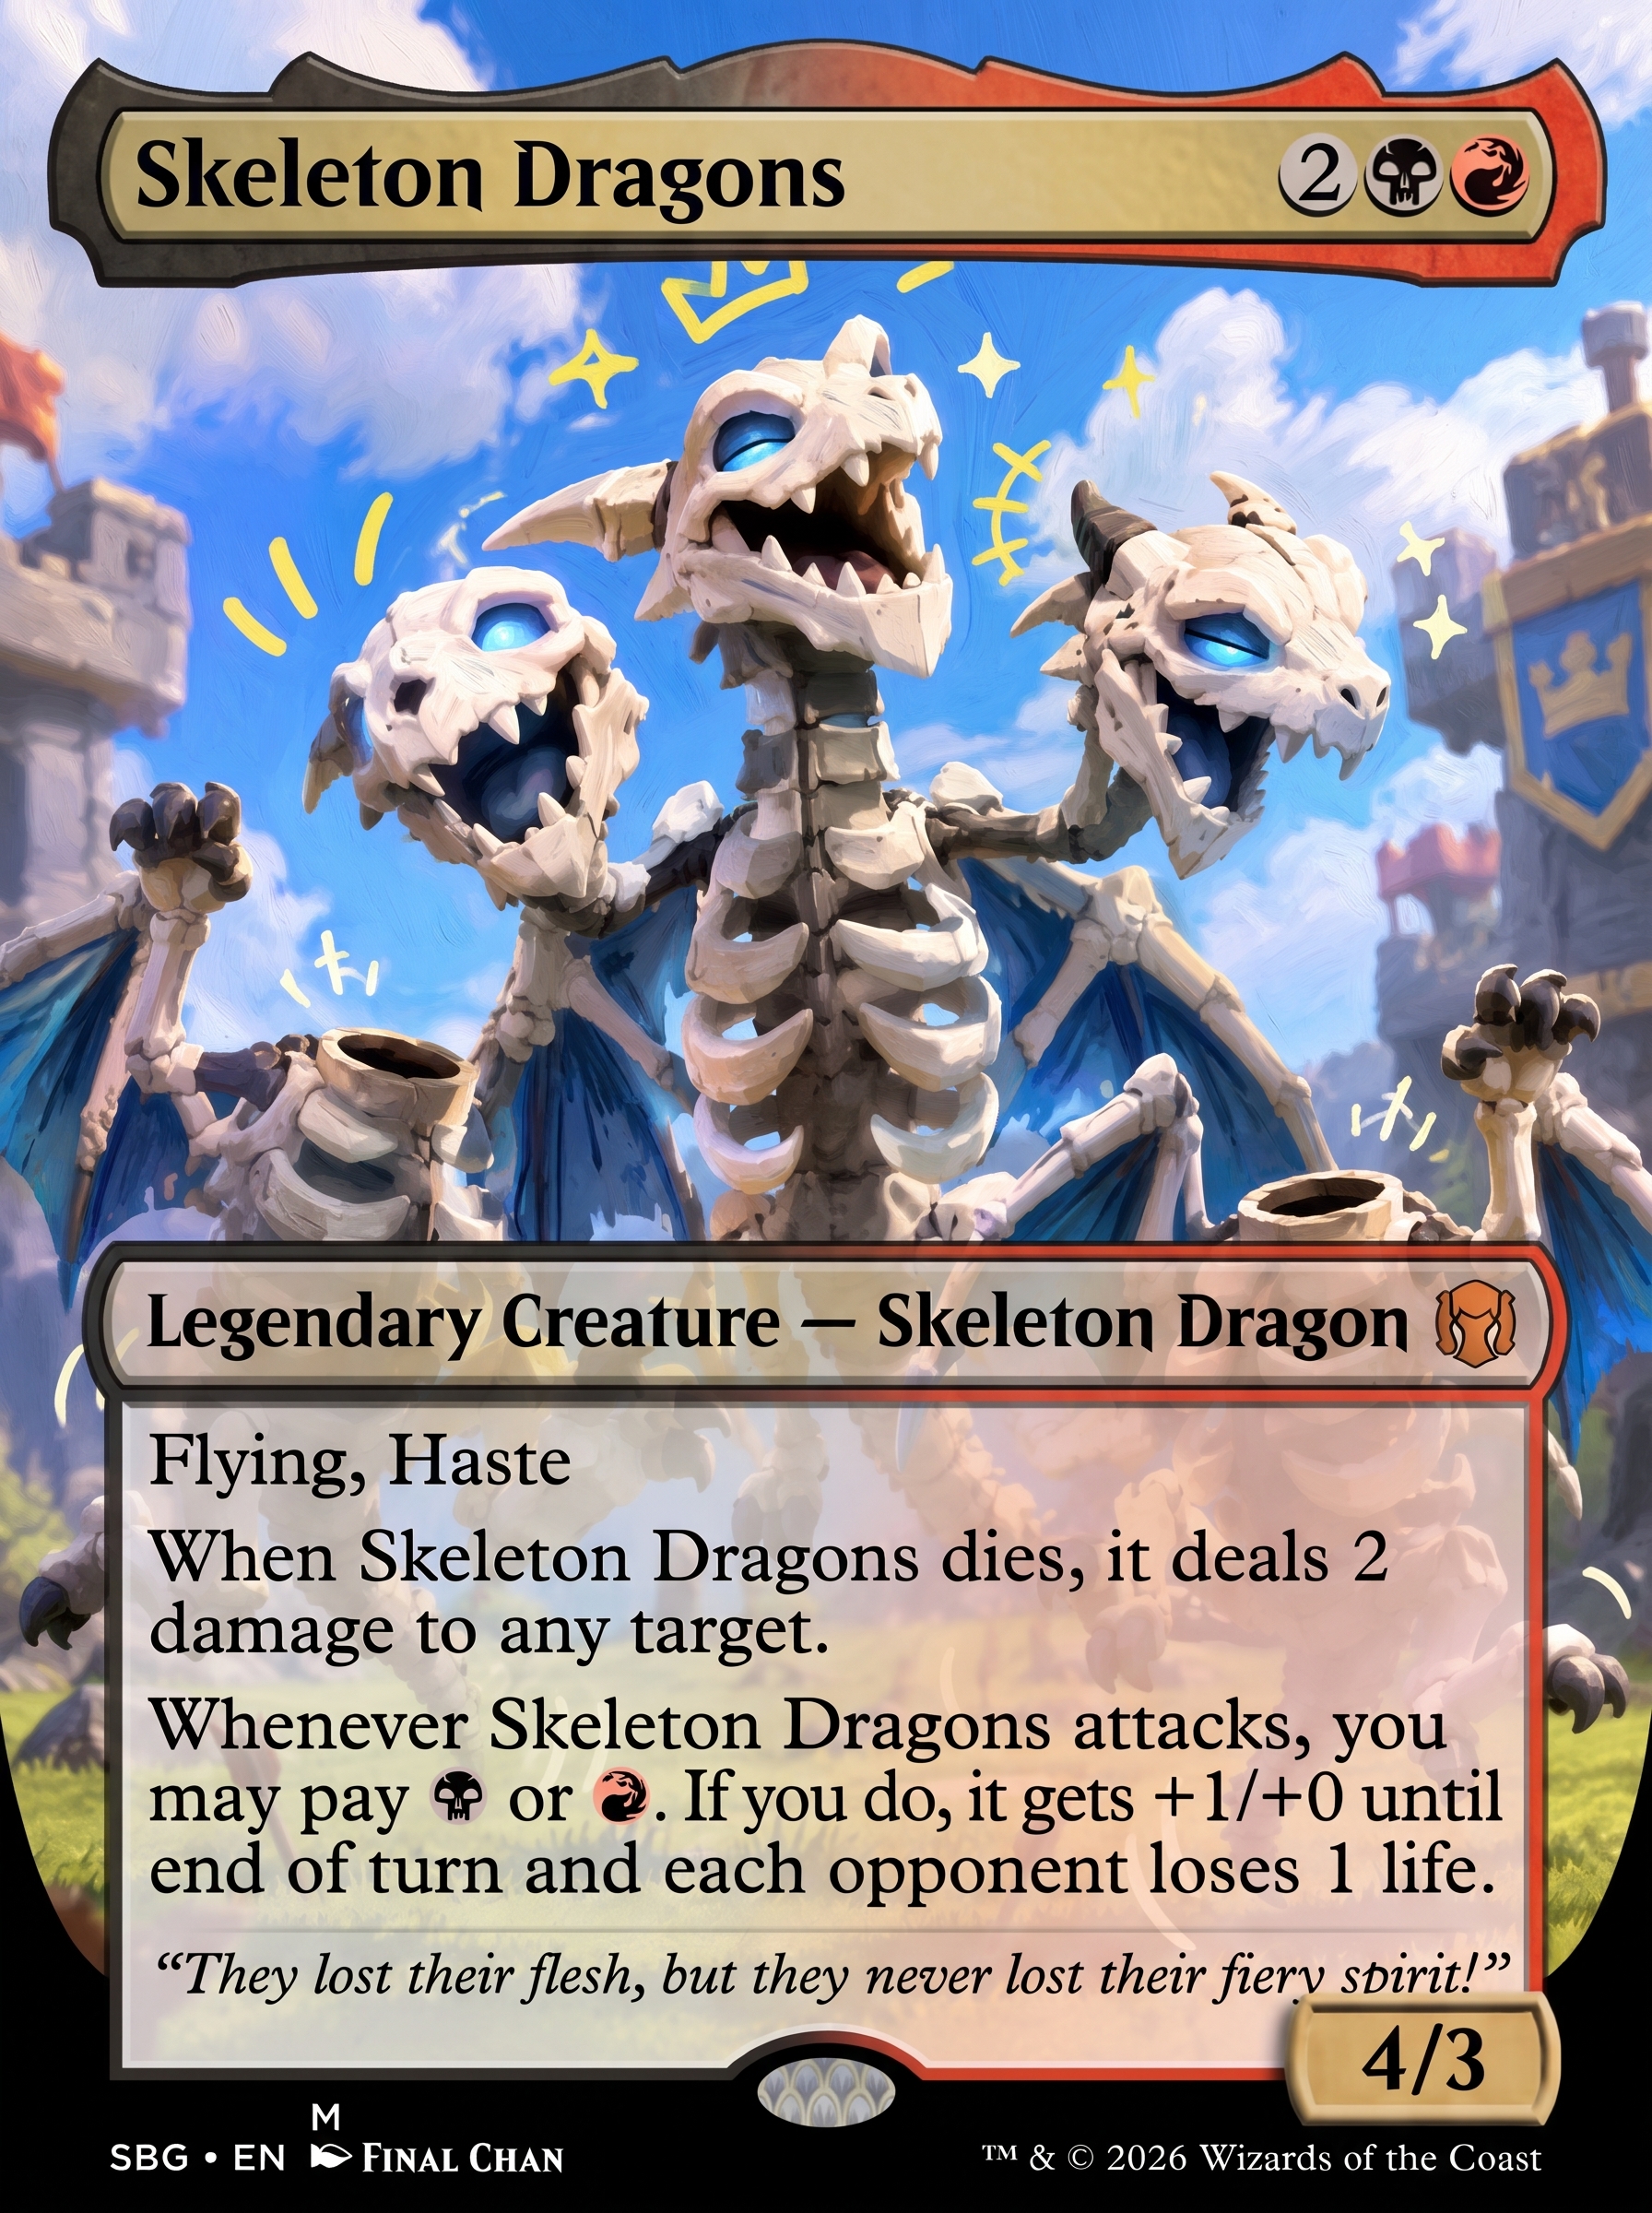 Skeleton Dragons 2
Legendary Creature — Skeleton Dragon
Flying, Haste
When Skeleton Dragons dies, it deals 2
damage to any target.
Whenever Skeleton Dragons attacks, you
may pay or . If you do, it gets +1/+0 until
end of turn and each opponent loses 1 life.
“They lost their flesh, but they never lost their fiery spirit!”
4/3
M
SBG • EN FINAL CHAN
™ & © 2026 Wizards of the Coast